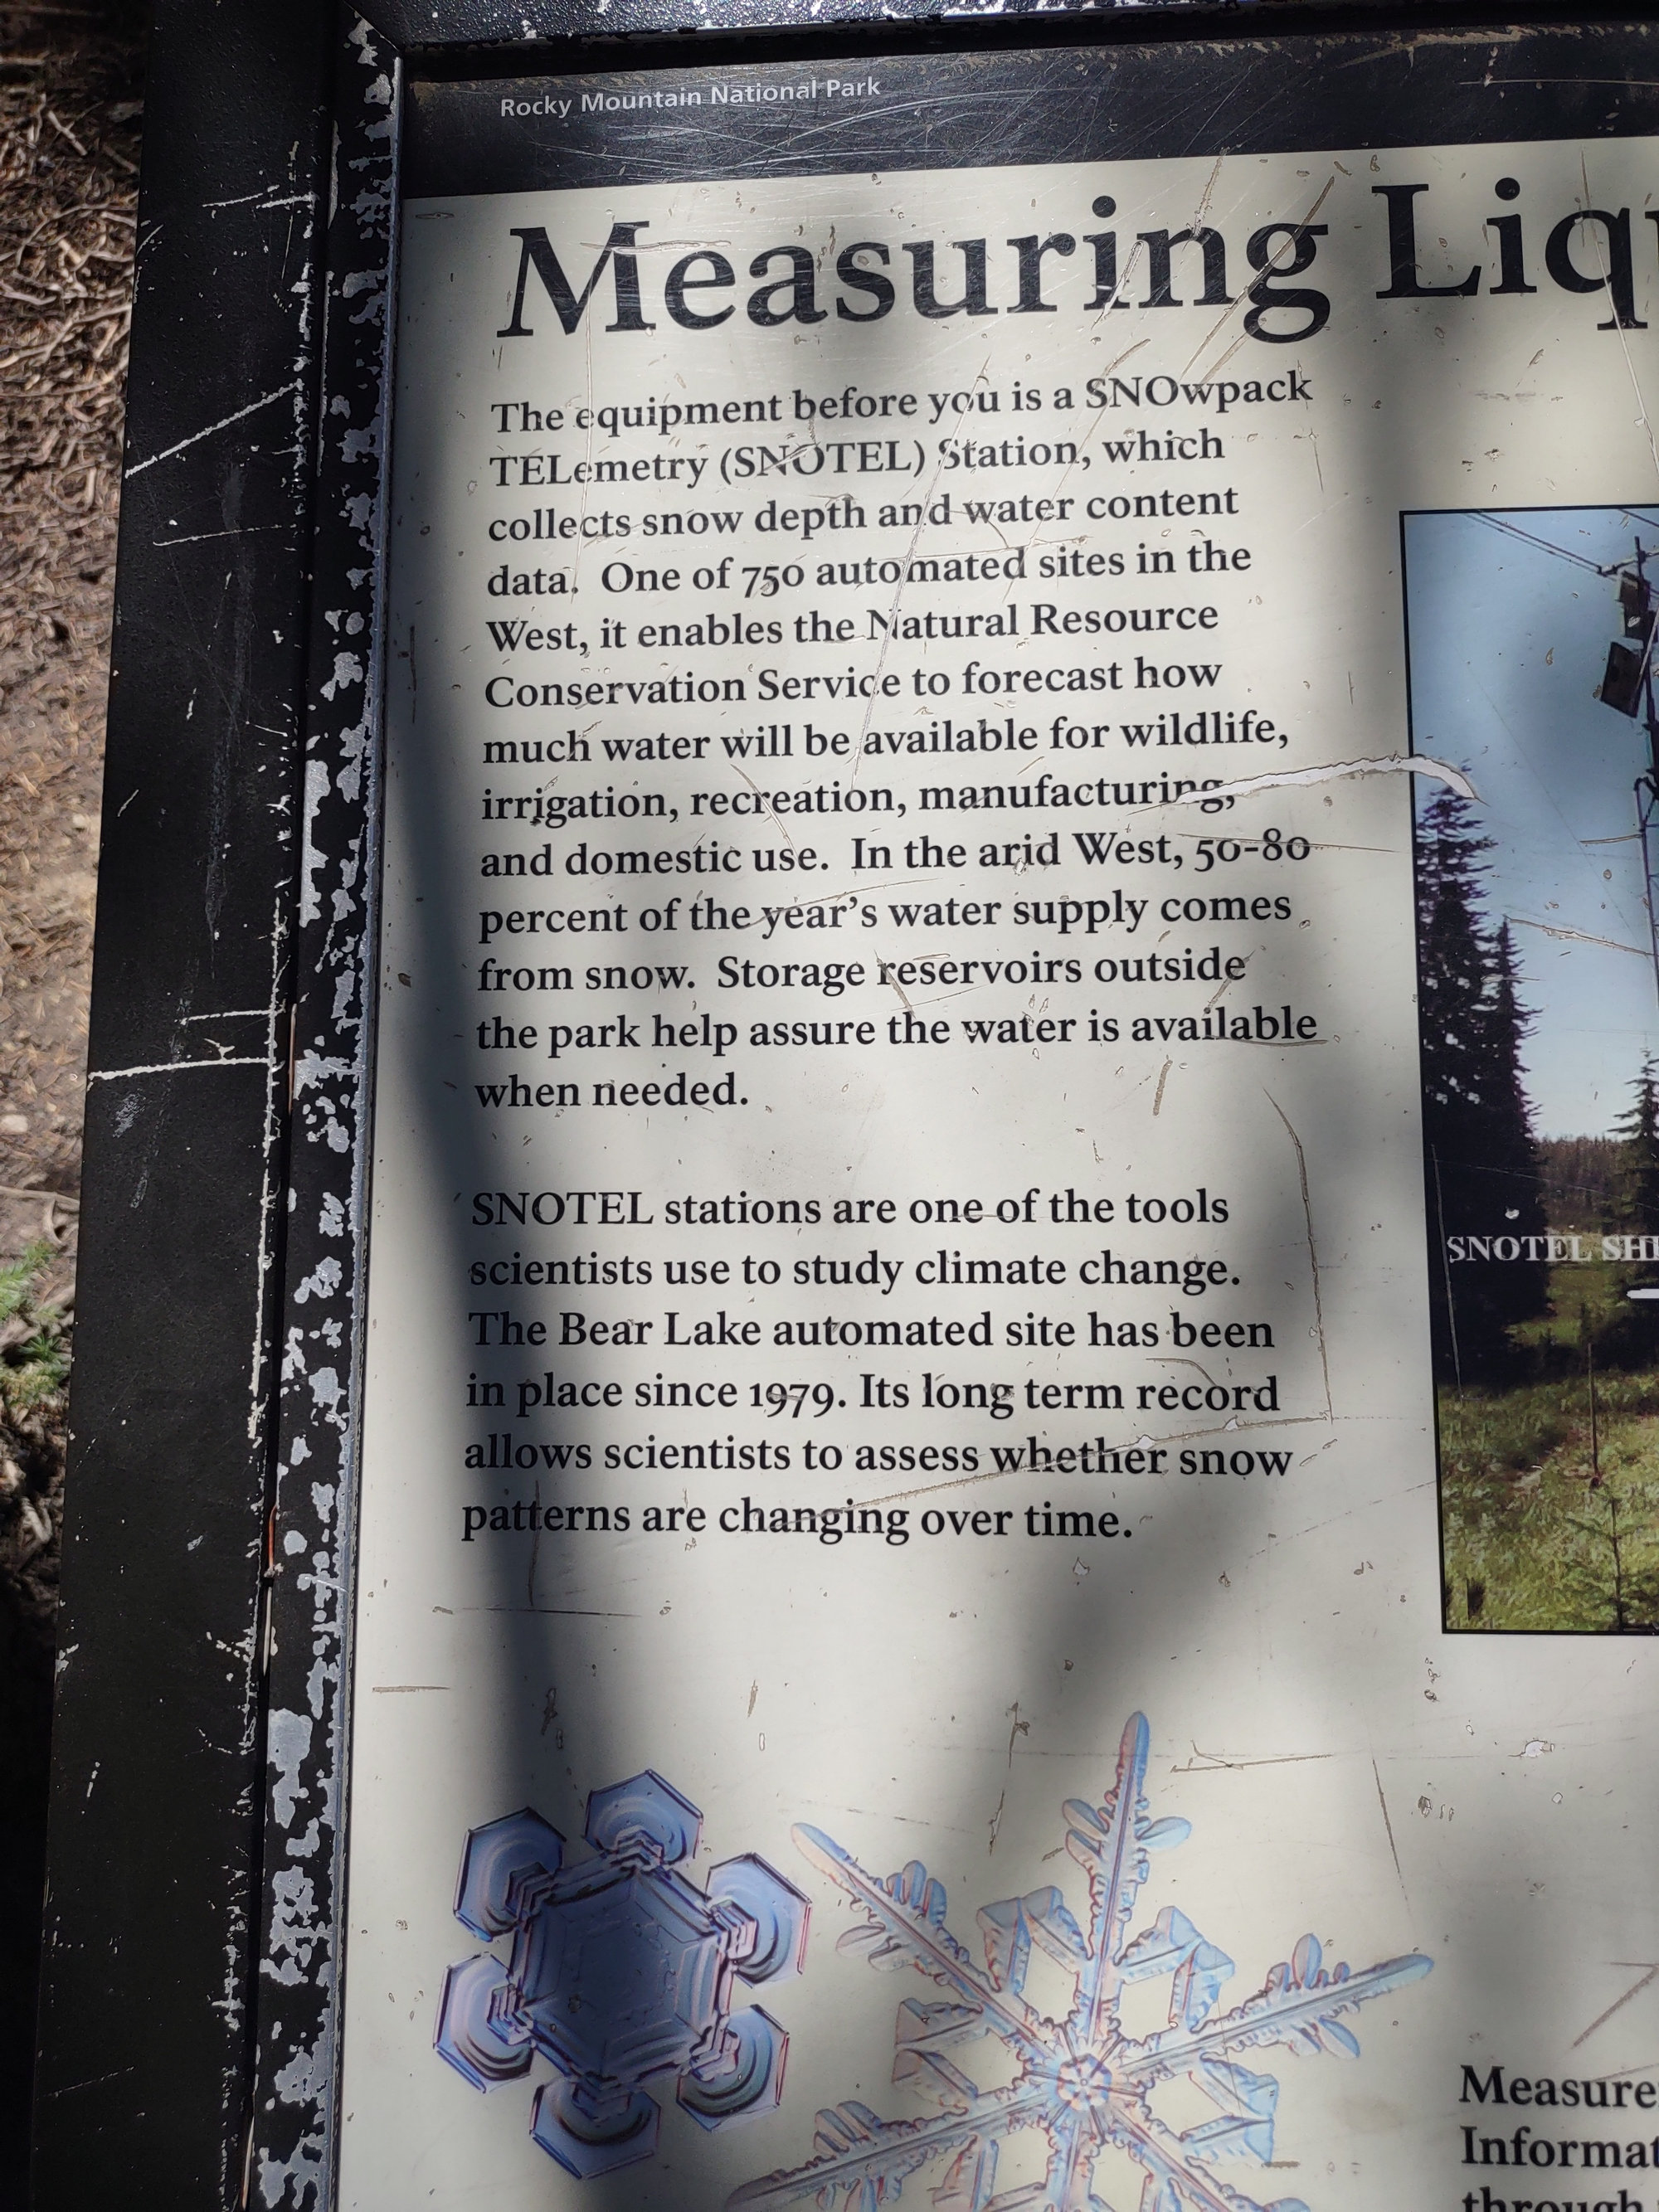 Rocky Mountain National Park
Measuring Liq
The equipment before you is a SNOwpack
TELemetry (SNOTEL) Station, which
collects snow depth and water content
data. One of 750 automated sites in the
West, it enables the Natural Resource
Conservation Service to forecast how
much water will be available for wildlife,
irrigation, recreation, manufacturing,
and domestic use. In the arid West, 50-80
percent of the year's water supply comes
from snow. Storage reservoirs outside
the park help assure the water is available
when needed.
SNOTEL stations are one of the tools
scientists use to study climate change.
The Bear Lake automated site has been
in place since 1979. Its long term record
allows scientists to assess whether snow
patterns are changing over time.
SNOTEL SH
Measure
Informat
through